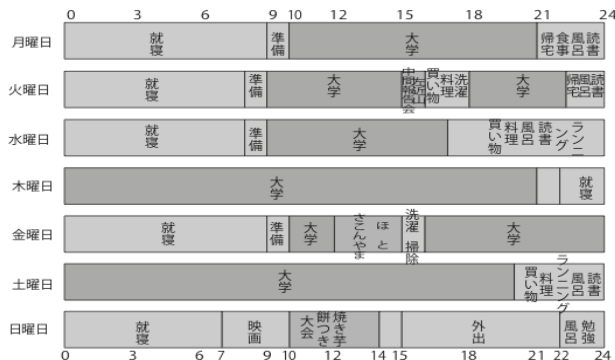 0 3 6 9 10 12 15 18 21 24
月曜日 就寝 準備 大学 帰宅 食事 風呂 読書
火曜日 就寝 準備 大学 中間報告会 買い物 料理 洗濯 大学 帰宅 風呂 読書
水曜日 就寝 準備 大学 買い物 料理 風呂 読書 ランニング
木曜日 大学 就寝
金曜日 就寝 準備 大学 さこんやま ほっと 洗濯 掃除 大学
土曜日 大学 買い物 料理 ランニング 風呂 読書
日曜日 就寝 映画 大会 餅つき 焼き芋 外出 風呂 勉強
0 3 6 7 9 10 12 14 15 18 21 22 24